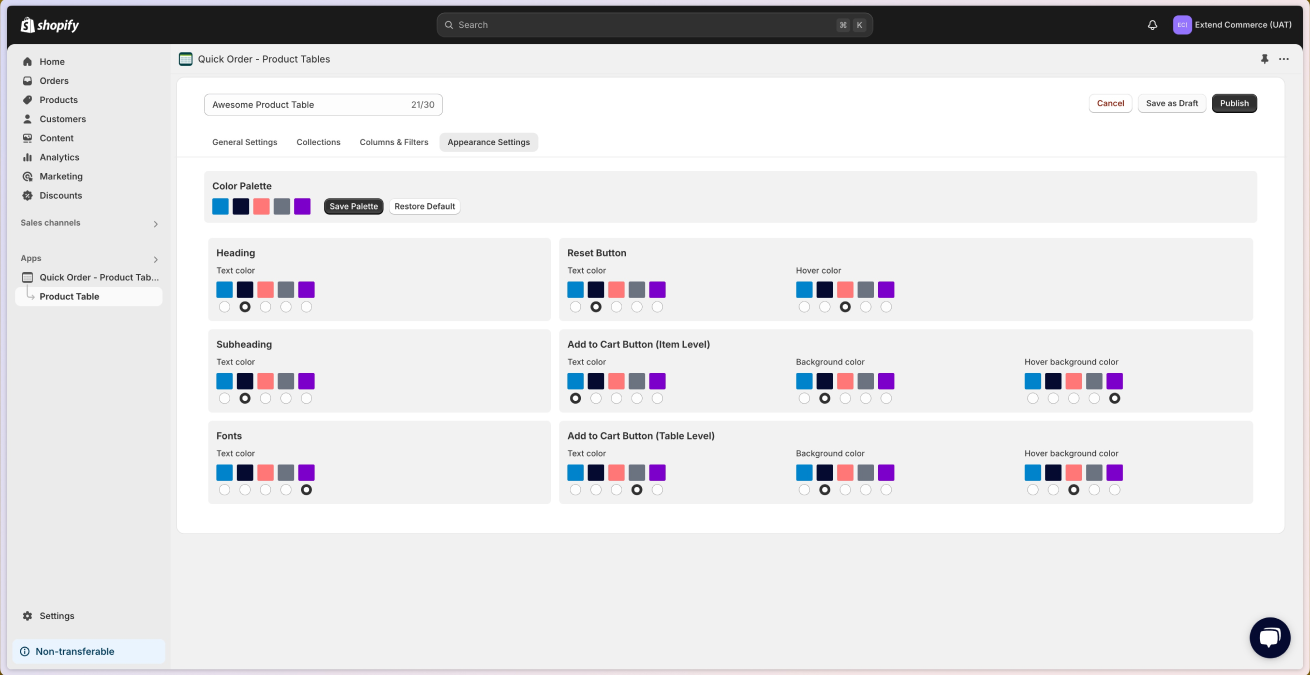 shopify
Search
⌘ K
ECI
Extend Commerce (UAT)
Home
Orders
Products
Customers
Content
Analytics
Marketing
Discounts
Sales channels
Apps
Quick Order - Product Tab...
Product Table
Settings
Non-transferable
Quick Order - Product Tables
Awesome Product Table 21/30
Cancel Save as Draft Publish
General Settings Collections Columns & Filters Appearance Settings
Color Palette
Save Palette Restore Default
Heading
Text color
Reset Button
Text color Hover color
Subheading
Text color
Add to Cart Button (Item Level)
Text color Background color Hover background color
Fonts
Text color
Add to Cart Button (Table Level)
Text color Background color Hover background color